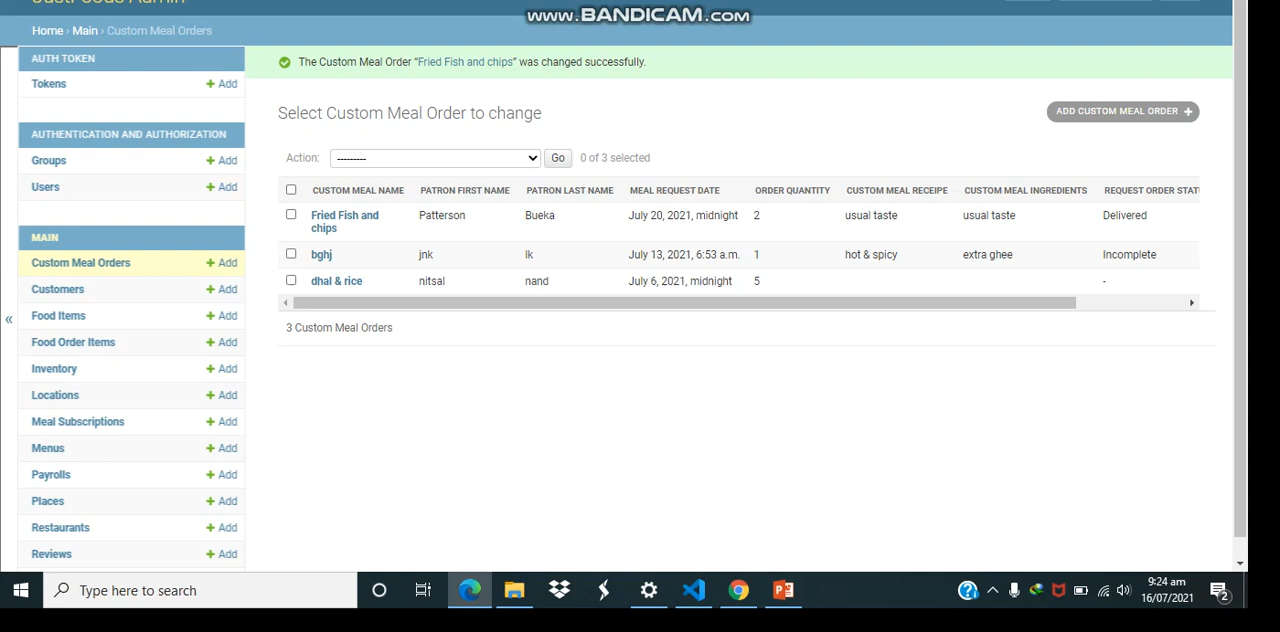 www.BANDICAM.com
Home › Main › Custom Meal Orders
AUTH TOKEN
Tokens + Add
AUTHENTICATION AND AUTHORIZATION
Groups + Add
Users + Add
MAIN
Custom Meal Orders + Add
Customers + Add
Food Items + Add
Food Order Items + Add
Inventory + Add
Locations + Add
Meal Subscriptions + Add
Menus + Add
Payrolls + Add
Places + Add
Restaurants + Add
Reviews + Add
«
The Custom Meal Order “Fried Fish and chips” was changed successfully.
Select Custom Meal Order to change
ADD CUSTOM MEAL ORDER +
Action: --------- Go 0 of 3 selected
CUSTOM MEAL NAME PATRON FIRST NAME PATRON LAST NAME MEAL REQUEST DATE ORDER QUANTITY CUSTOM MEAL RECEIPE CUSTOM MEAL INGREDIENTS REQUEST ORDER STAT
Fried Fish and Patterson Bueka July 20, 2021, midnight 2 usual taste usual taste Delivered
chips
bghj jnk lk July 13, 2021, 6:53 a.m. 1 hot & spicy extra ghee Incomplete
dhal & rice nitsal nand July 6, 2021, midnight 5 -
3 Custom Meal Orders
Type here to search
9:24 am
16/07/2021
2